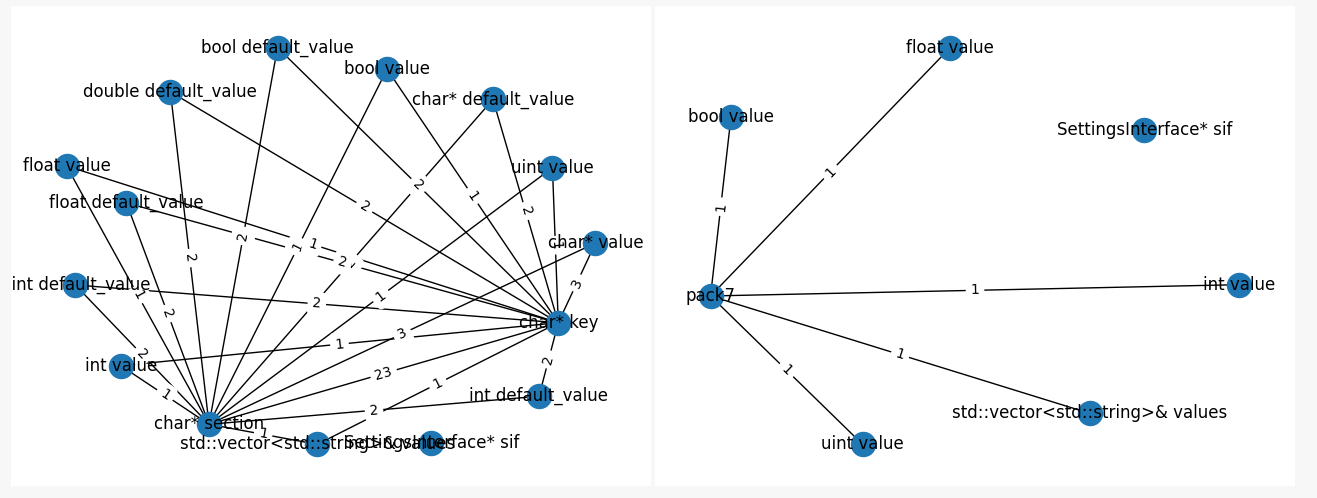 bool default_value
bool value
double default_value
char* default_value
float value
uint value
float default_value
char* value
int default_value
char* key
int value
int default_value
char* section
std::vector<std::string>& values
SettingsInterface* sif
2
1
2
2
2
1
2
1
2
1
1
3
1
2
2
2
3
1
23
2
1
1
2
2
1
float value
bool value
SettingsInterface* sif
1
1
pack7
1
int value
1
1
std::vector<std::string>& values
uint value